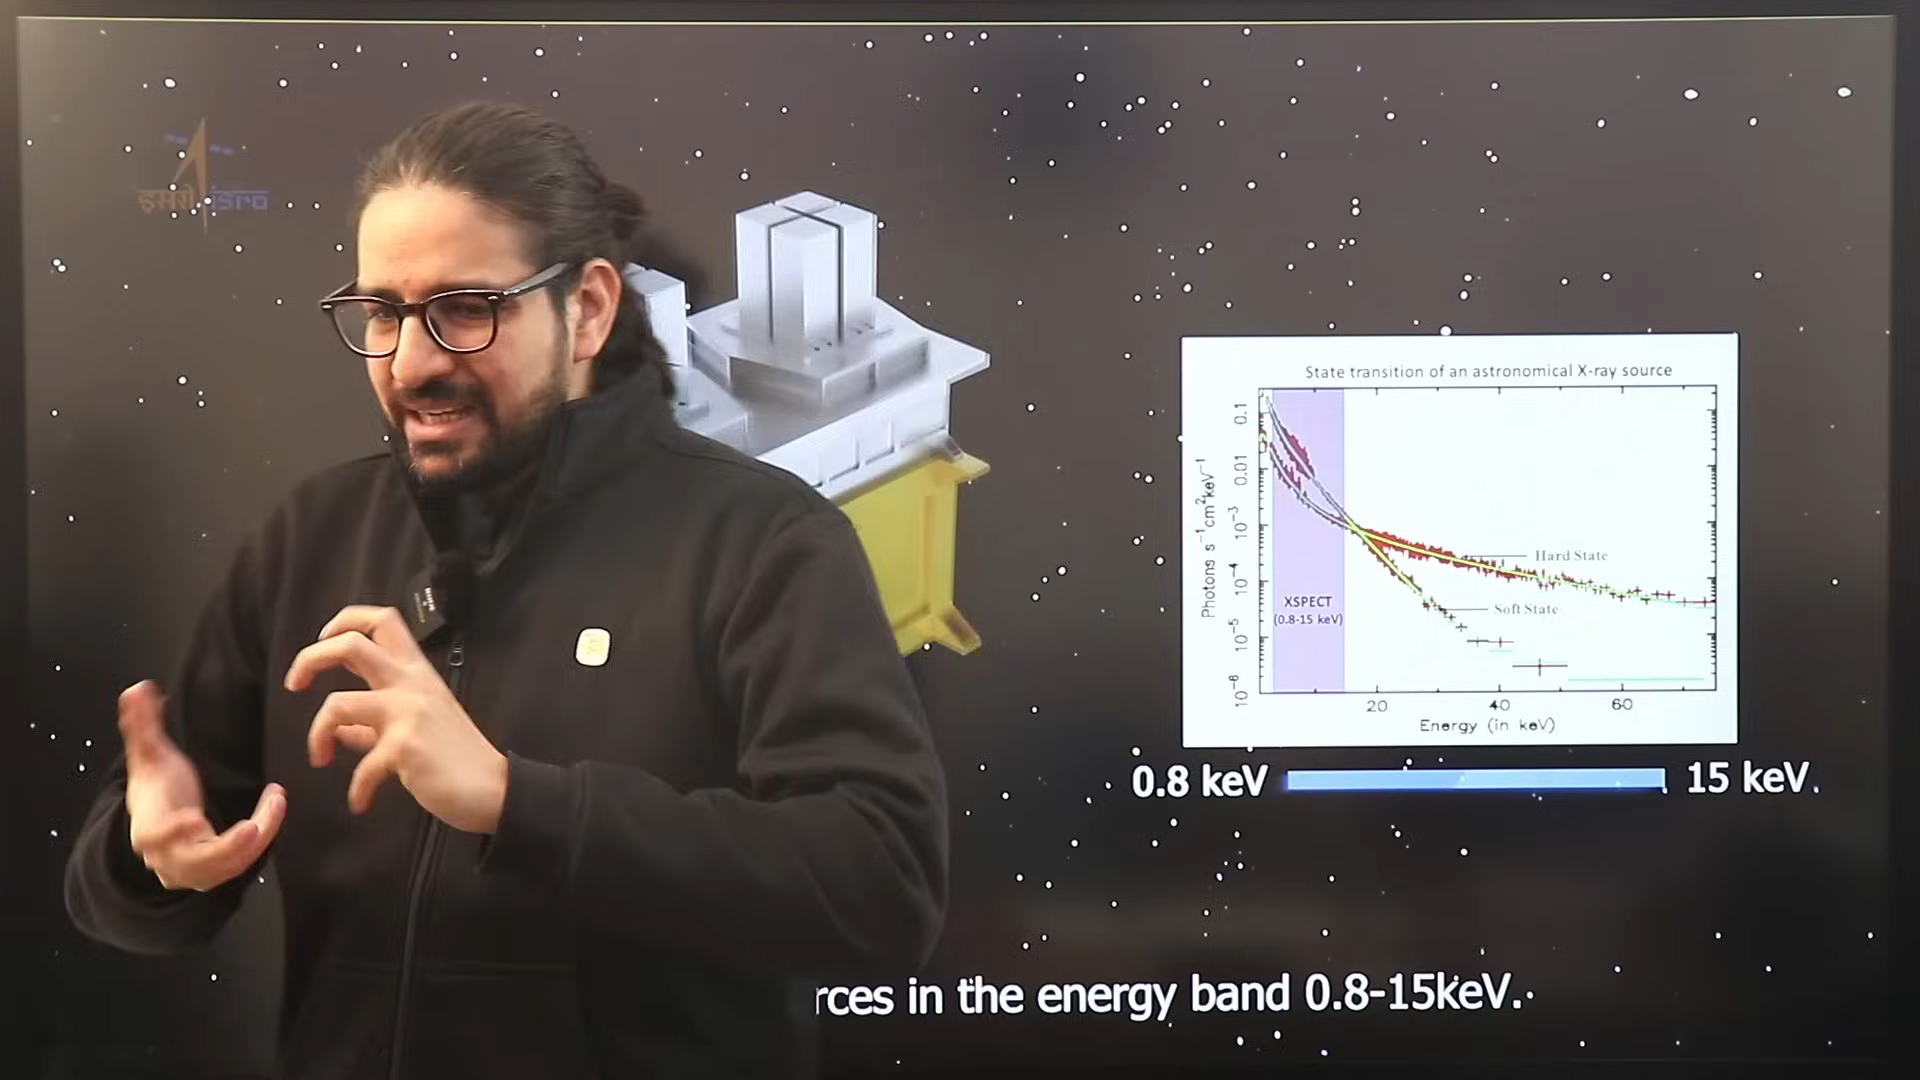 इसरो isro
State transition of an astronomical X-ray source
Photons s⁻¹cm²keV⁻¹
0.1
0.01
10⁻³
10⁻⁴
10⁻⁵
10⁻⁶
Hard State
Soft State
XSPECT
(0.8-15 keV)
20 40 60
Energy (in keV)
0.8 keV 15 keV
rces in the energy band 0.8-15keV.